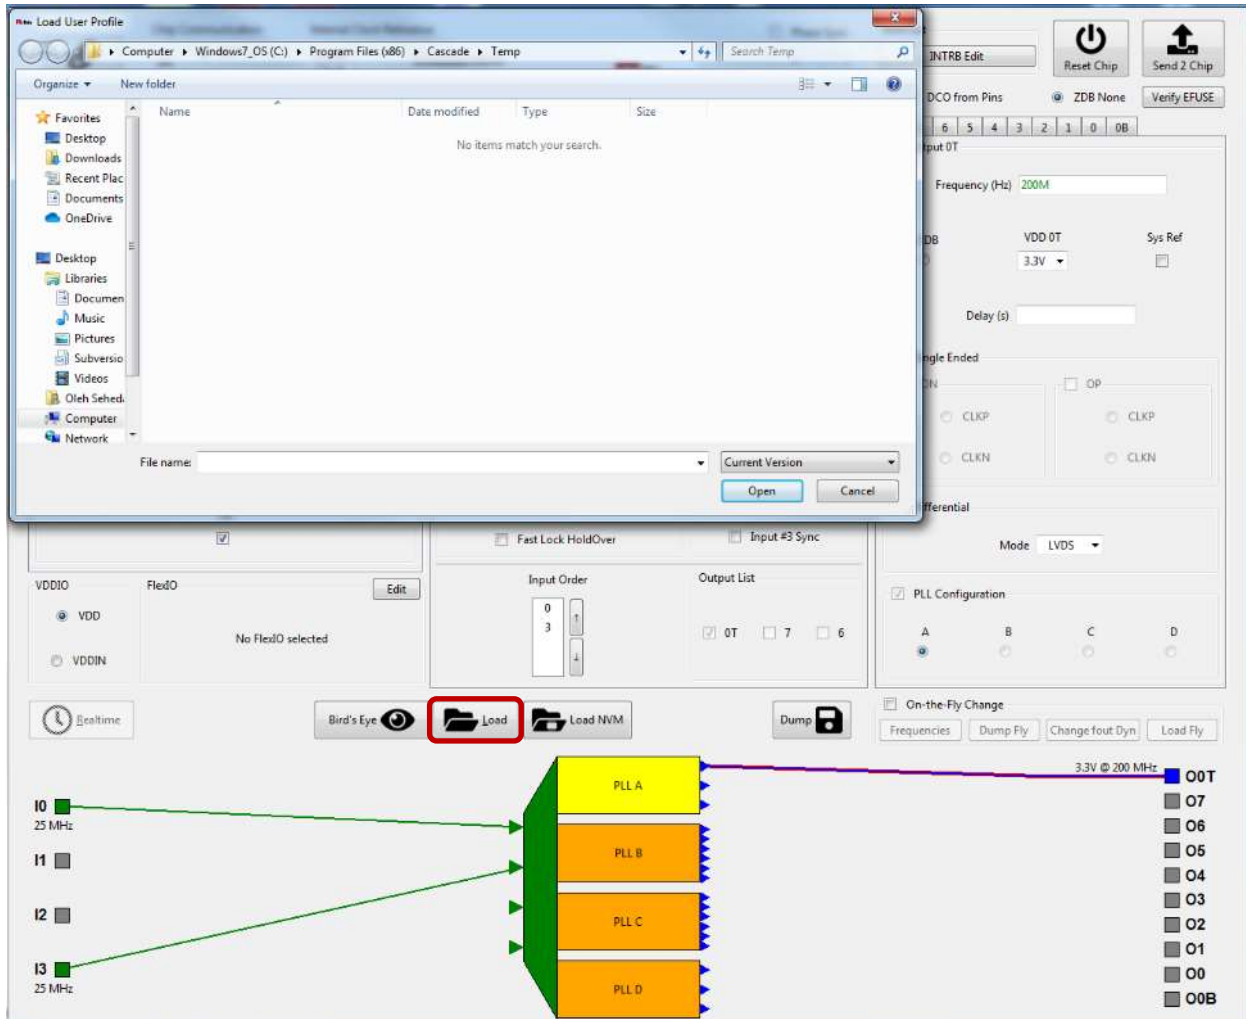 Load User Profile
Computer Windows7_OS (C:) Program Files (x86) Cascade Temp
Search Temp
Organize
New folder
Favorites
Desktop
Downloads
Recent Plac
Documents
OneDrive
Desktop
Libraries
Documen
Music
Pictures
Subversio
Videos
Oleh Sehed
Computer
Network
Name
Date modified
Type
Size
No items match your search.
File name:
Current Version
Open
Cancel
INTRB Edit
Reset Chip
Send 2 Chip
DCO from Pins
ZDB None
Verify EFUSE
6 5 4 3 2 1 0 0B
tput 0T
Frequency (Hz) 200M
DB
VDD 0T
Sys Ref
3.3V
Delay (s)
ngle Ended
ON
OP
CLKP
CLKP
CLKN
CLKN
fferential
Mode LVDS
PLL Configuration
A B C D
Fast Lock HoldOver
Input #3 Sync
VDDIO
VDD
VDDIN
FlexIO
Edit
No FlexIO selected
Input Order
0
3
Output List
0T 7 6
Realtime
Bird's Eye
Load
Load NVM
Dump
On-the-Fly Change
Frequencies
Dump Fly
Change fout Dyn
Load Fly
3.3V @ 200 MHz
I0
25 MHz
I1
I2
I3
25 MHz
PLL A
PLL B
PLL C
PLL D
O0T
O7
O6
O5
O4
O3
O2
O1
O0
O0B